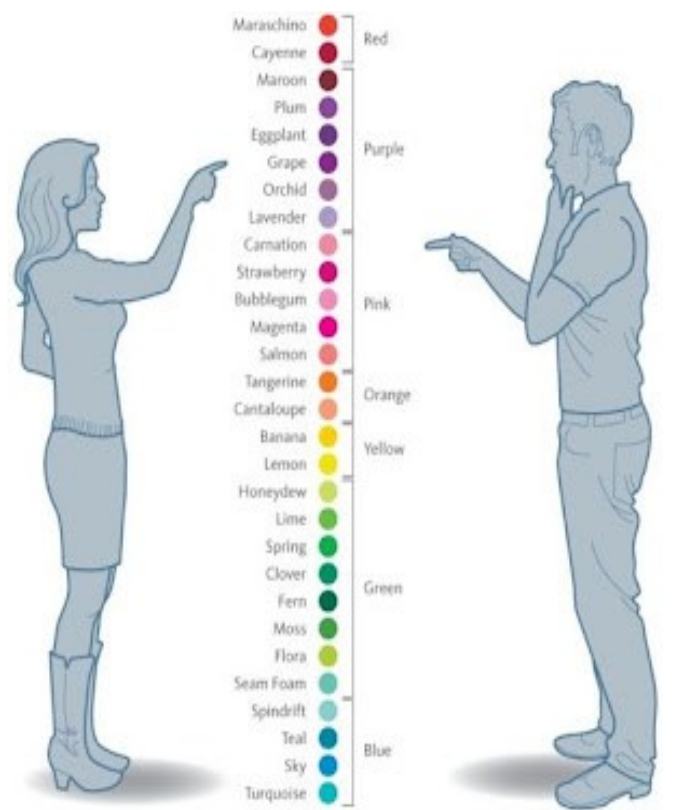 Maraschino
Cayenne
Red
Maroon
Plum
Eggplant
Grape
Orchid
Lavender
Purple
Carnation
Strawberry
Bubblegum
Magenta
Salmon
Pink
Tangerine
Cantaloupe
Orange
Banana
Lemon
Yellow
Honeydew
Lime
Spring
Clover
Fern
Moss
Flora
Seam Foam
Green
Spindrift
Teal
Sky
Turquoise
Blue